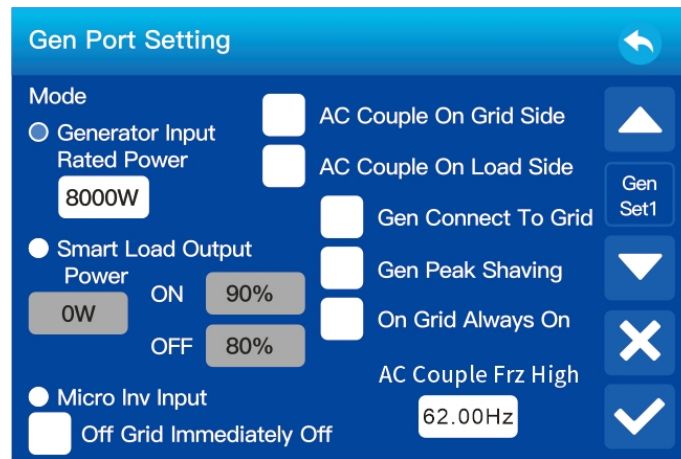 Gen Port Setting
Mode
Generator Input
Rated Power
8000W
Smart Load Output
Power
0W
ON 90%
OFF 80%
Micro Inv Input
Off Grid Immediately Off
AC Couple On Grid Side
AC Couple On Load Side
Gen Connect To Grid
Gen Peak Shaving
On Grid Always On
AC Couple Frz High
62.00Hz
Gen
Set1